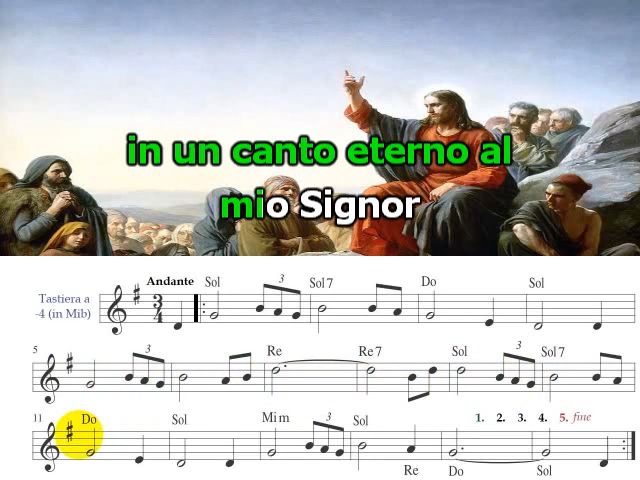 in un canto eterno al
mio Signor
Andante
Tastiera a
-4 (in Mib)
3
4
Sol 3 Sol 7 Do Sol
5 3 Re Re 7 Sol 3 Sol 7
11 Do Sol Mi m 3 Sol 1. 2. 3. 4. 5. fine
Re Do Sol